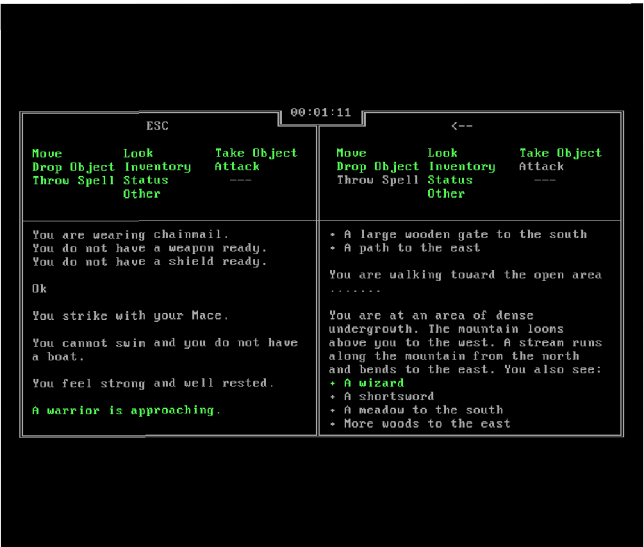 00:01:11
ESC
Move Look Take Object
Drop Object Inventory Attack
Throw Spell Status ---
Other
You are wearing chainmail.
You do not have a weapon ready.
You do not have a shield ready.
Ok
You strike with your Mace.
You cannot swim and you do not have
a boat.
You feel strong and well rested.
A warrior is approaching.
<--
Move Look Take Object
Drop Object Inventory Attack
Throw Spell Status ---
Other
• A large wooden gate to the south
• A path to the east
You are walking toward the open area
.......
You are at an area of dense
undergroth. The mountain looms
above you to the west. A stream runs
along the mountain from the north
and bends to the east. You also see:
• A wizard
• A shortsword
• A meadow to the south
• More woods to the east